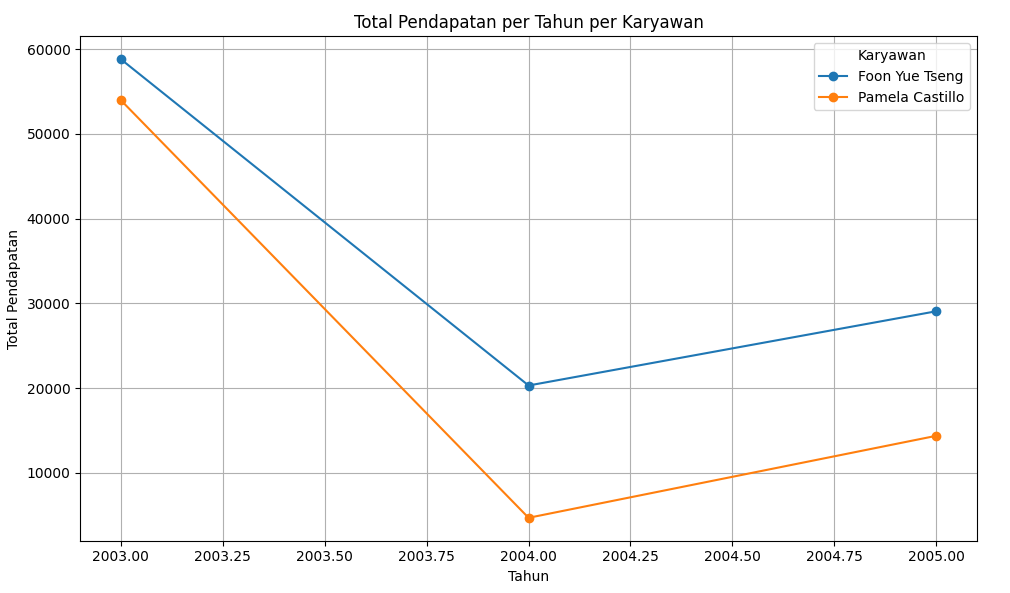 Total Pendapatan per Tahun per Karyawan
Karyawan
Foon Yue Tseng
Pamela Castillo
Total Pendapatan
60000
50000
40000
30000
20000
10000
2003.00 2003.25 2003.50 2003.75 2004.00 2004.25 2004.50 2004.75 2005.00
Tahun